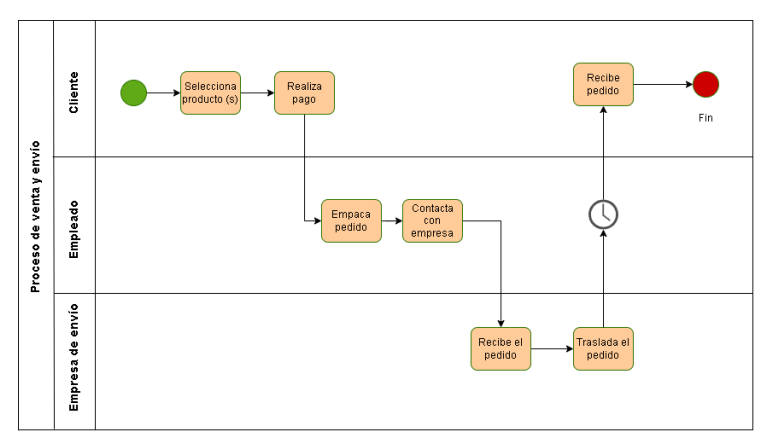 Proceso de venta y envío
Cliente
Selecciona
producto (s)
Realiza
pago
Recibe
pedido
Fin
Empleado
Empaca
pedido
Contacta
con
empresa
Empresa de envío
Recibe el
pedido
Traslada el
pedido